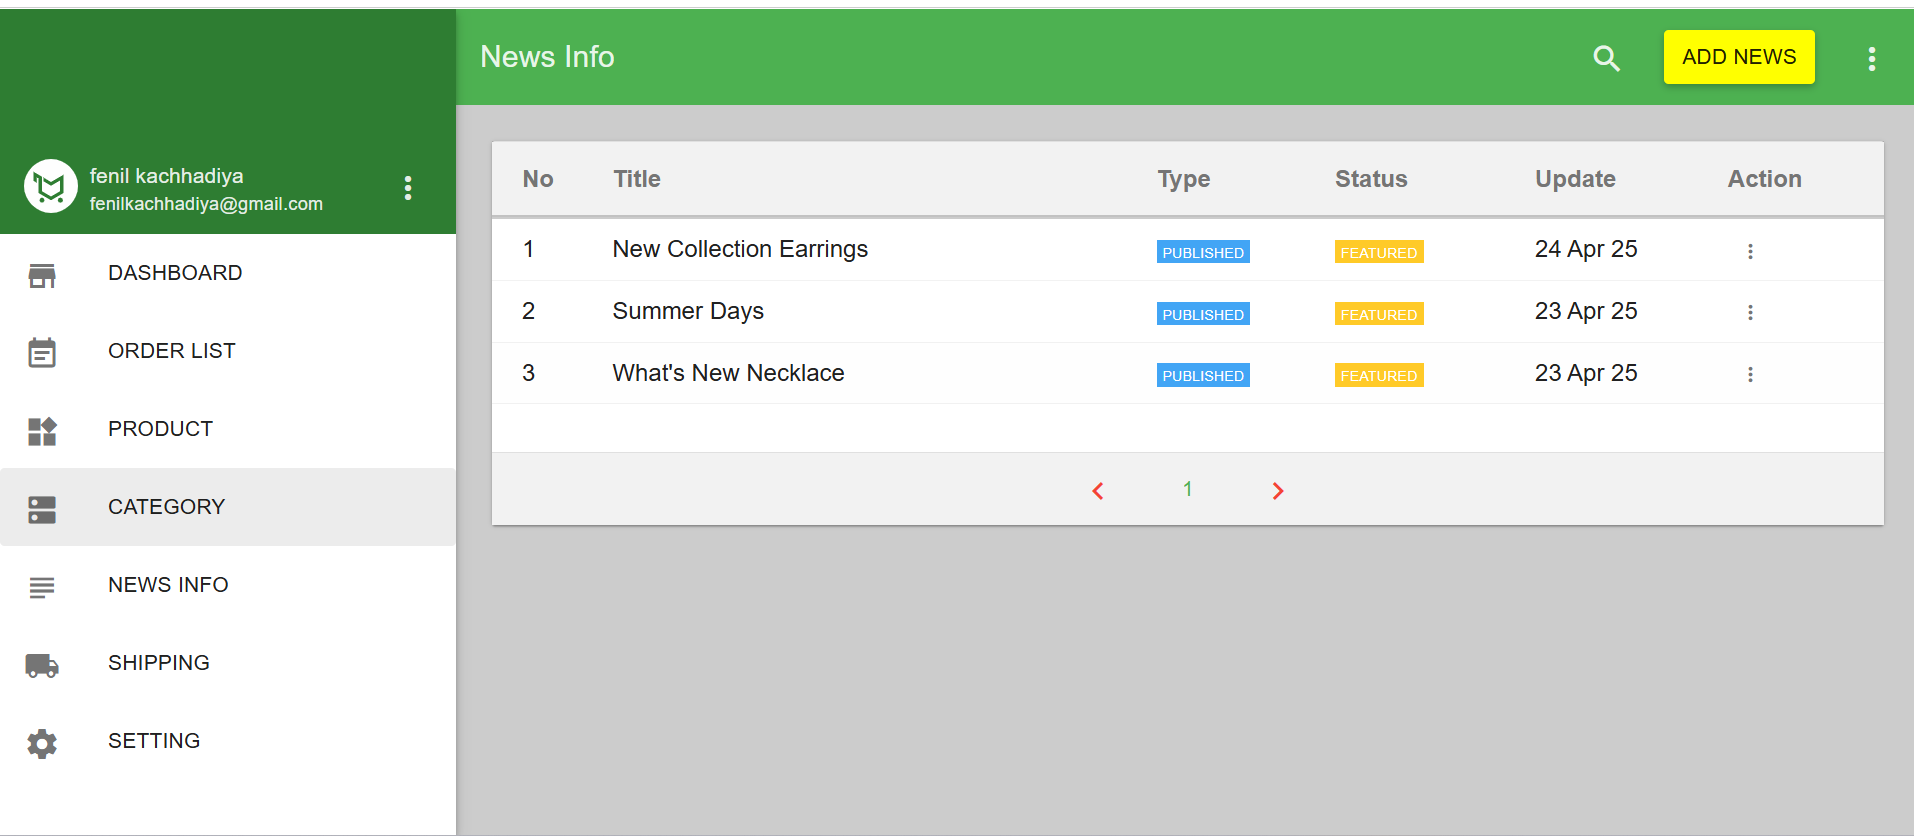 News Info
ADD NEWS
fenil kachhadiya
fenilkachhadiya@gmail.com
DASHBOARD
ORDER LIST
PRODUCT
CATEGORY
NEWS INFO
SHIPPING
SETTING
No Title Type Status Update Action
1 New Collection Earrings PUBLISHED FEATURED 24 Apr 25
2 Summer Days PUBLISHED FEATURED 23 Apr 25
3 What's New Necklace PUBLISHED FEATURED 23 Apr 25
1